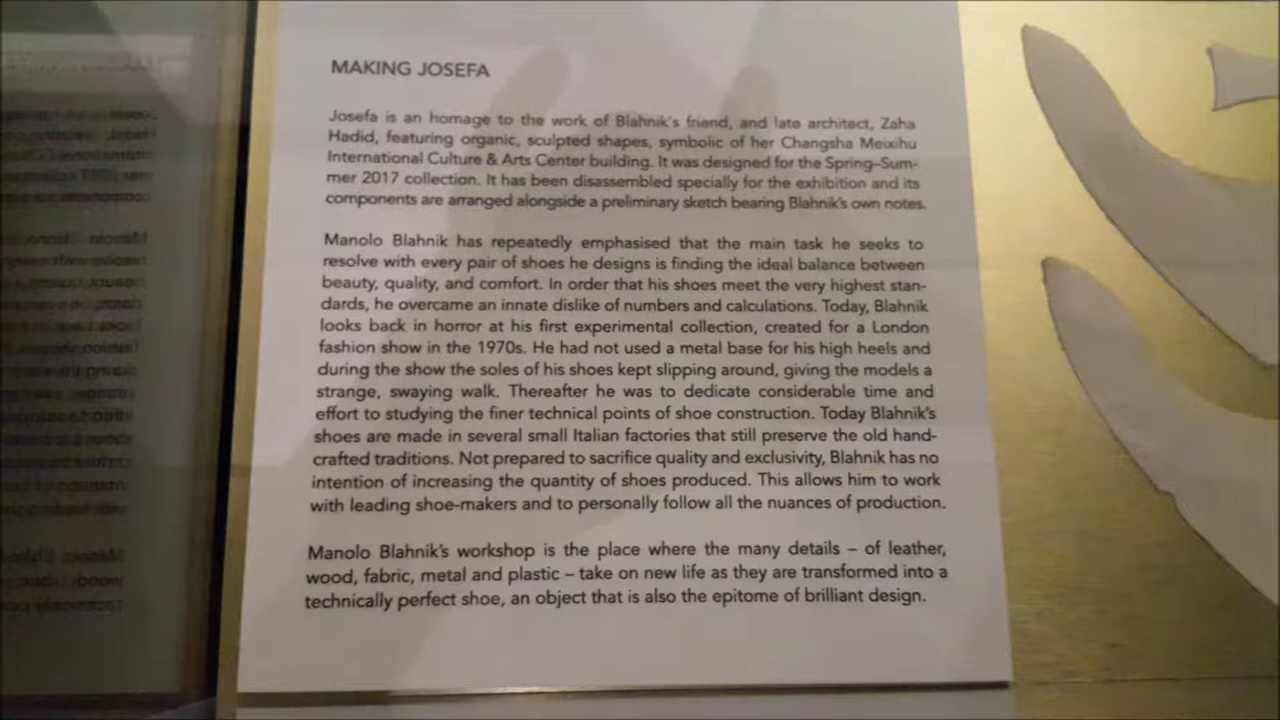 MAKING JOSEFA
Josefa is an homage to the work of Blahnik's friend, and late architect, Zaha
Hadid, featuring organic, sculpted shapes, symbolic of her Changsha Meixihu
International Culture & Arts Center building. It was designed for the Spring–Sum-
mer 2017 collection. It has been disassembled specially for the exhibition and its
components are arranged alongside a preliminary sketch bearing Blahnik's own notes.
Manolo Blahnik has repeatedly emphasised that the main task he seeks to
resolve with every pair of shoes he designs is finding the ideal balance between
beauty, quality, and comfort. In order that his shoes meet the very highest stan-
dards, he overcame an innate dislike of numbers and calculations. Today, Blahnik
looks back in horror at his first experimental collection, created for a London
fashion show in the 1970s. He had not used a metal base for his high heels and
during the show the soles of his shoes kept slipping around, giving the models a
strange, swaying walk. Thereafter he was to dedicate considerable time and
effort to studying the finer technical points of shoe construction. Today Blahnik's
shoes are made in several small Italian factories that still preserve the old hand-
crafted traditions. Not prepared to sacrifice quality and exclusivity, Blahnik has no
intention of increasing the quantity of shoes produced. This allows him to work
with leading shoe-makers and to personally follow all the nuances of production.
Manolo Blahnik's workshop is the place where the many details – of leather,
wood, fabric, metal and plastic – take on new life as they are transformed into a
technically perfect shoe, an object that is also the epitome of brilliant design.